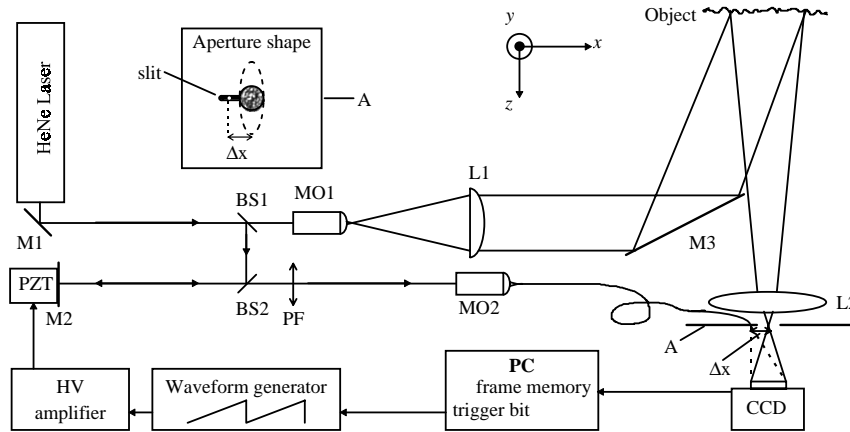 Object
y
x
z
Aperture shape
slit
A
Δx
HeNe Laser
M1
BS1
MO1
L1
M3
PZT
M2
BS2
PF
MO2
L2
A
Δx
HV
amplifier
Waveform generator
PC
frame memory
trigger bit
CCD